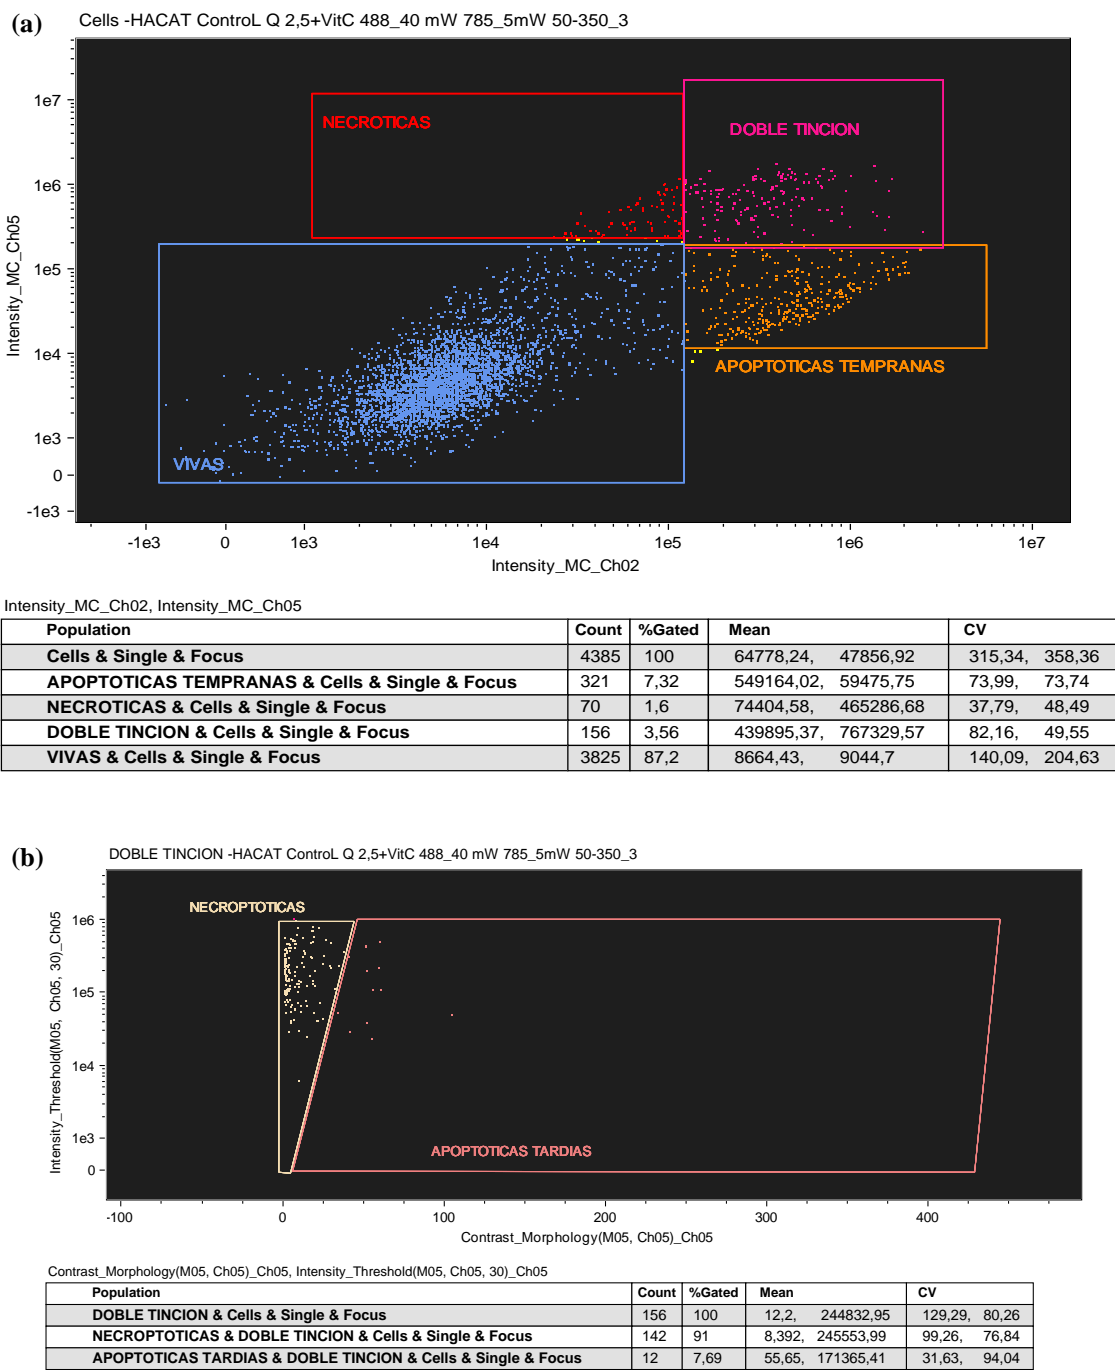 (a) Cells -HACAT ControL Q 2,5+VitC 488_40 mW 785_5mW 50-350_3
NECROTICAS
DOBLE TINCION
APOPTOTICAS TEMPRANAS
VIVAS
1e7
1e6
1e5
1e4
1e3
0
-1e3
Intensity_MC_Ch05
-1e3 0 1e3 1e4 1e5 1e6 1e7
Intensity_MC_Ch02
Intensity_MC_Ch02, Intensity_MC_Ch05
Population Count %Gated Mean CV
Cells & Single & Focus 4385 100 64778,24, 47856,92 315,34, 358,36
APOPTOTICAS TEMPRANAS & Cells & Single & Focus 321 7,32 549164,02, 59475,75 73,99, 73,74
NECROTICAS & Cells & Single & Focus 70 1,6 74404,58, 465286,68 37,79, 48,49
DOBLE TINCION & Cells & Single & Focus 156 3,56 439895,37, 767329,57 82,16, 49,55
VIVAS & Cells & Single & Focus 3825 87,2 8664,43, 9044,7 140,09, 204,63
(b) DOBLE TINCION -HACAT ControL Q 2,5+VitC 488_40 mW 785_5mW 50-350_3
NECROPTOTICAS
APOPTOTICAS TARDIAS
1e6
1e5
1e4
1e3
0
Intensity_Threshold(M05, Ch05, 30)_Ch05
-100 0 100 200 300 400
Contrast_Morphology(M05, Ch05)_Ch05
Contrast_Morphology(M05, Ch05)_Ch05, Intensity_Threshold(M05, Ch05, 30)_Ch05
Population Count %Gated Mean CV
DOBLE TINCION & Cells & Single & Focus 156 100 12,2, 244832,95 129,29, 80,26
NECROPTOTICAS & DOBLE TINCION & Cells & Single & Focus 142 91 8,392, 245553,99 99,26, 76,84
APOPTOTICAS TARDIAS & DOBLE TINCION & Cells & Single & Focus 12 7,69 55,65, 171365,41 31,63, 94,04